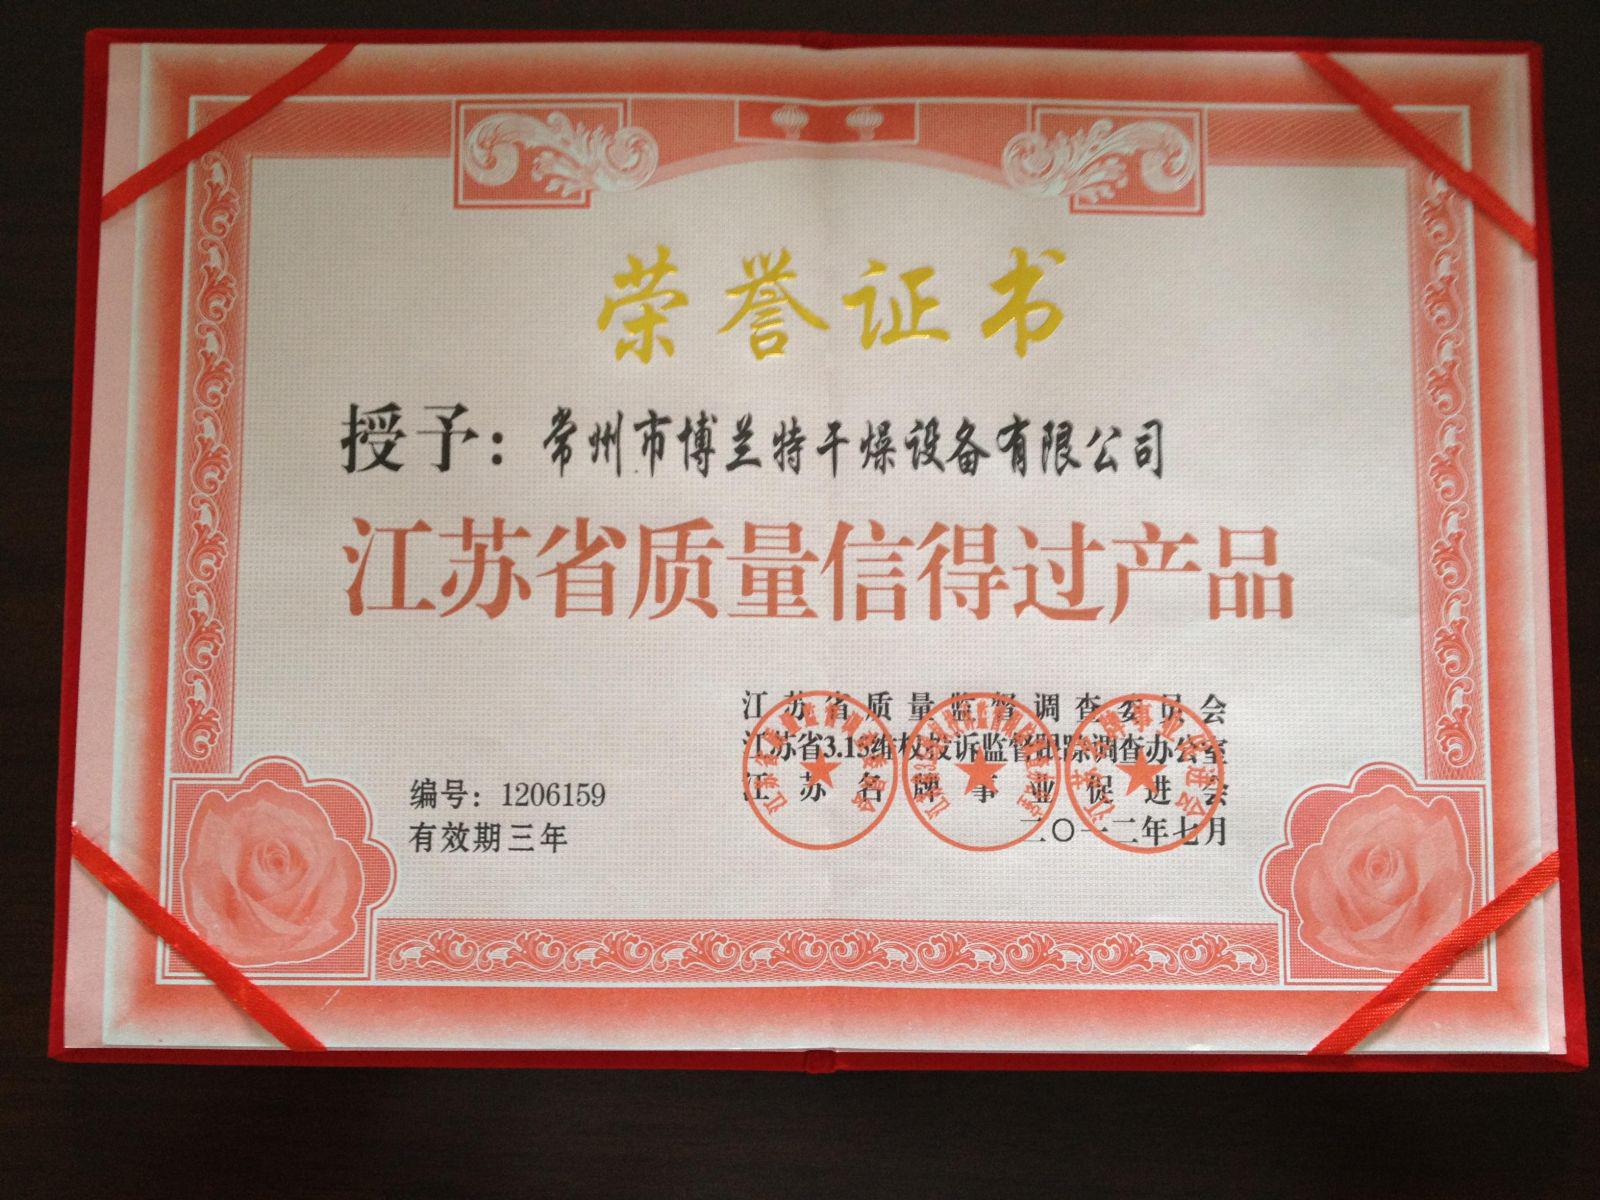 荣誉证书
授予：常州市博兰特干燥设备有限公司
江苏省质量信得过产品
江苏省质量监督调查委员会
江苏省3.15维权投诉监督跟踪调查办公室
江苏名牌事业促进会
二〇一二年七月
编号：1206159
有效期三年